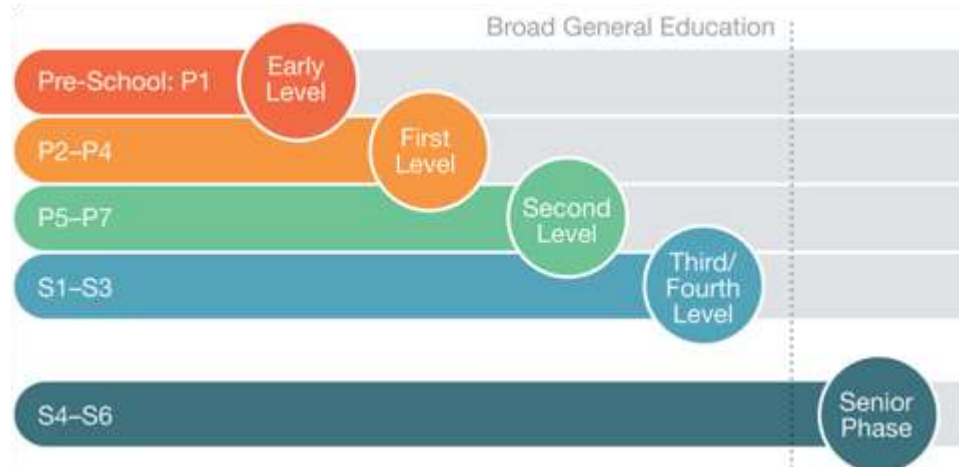 Broad General Education
Pre-School: P1
Early
Level
P2–P4
First
Level
P5–P7
Second
Level
S1–S3
Third/
Fourth
Level
S4–S6
Senior
Phase